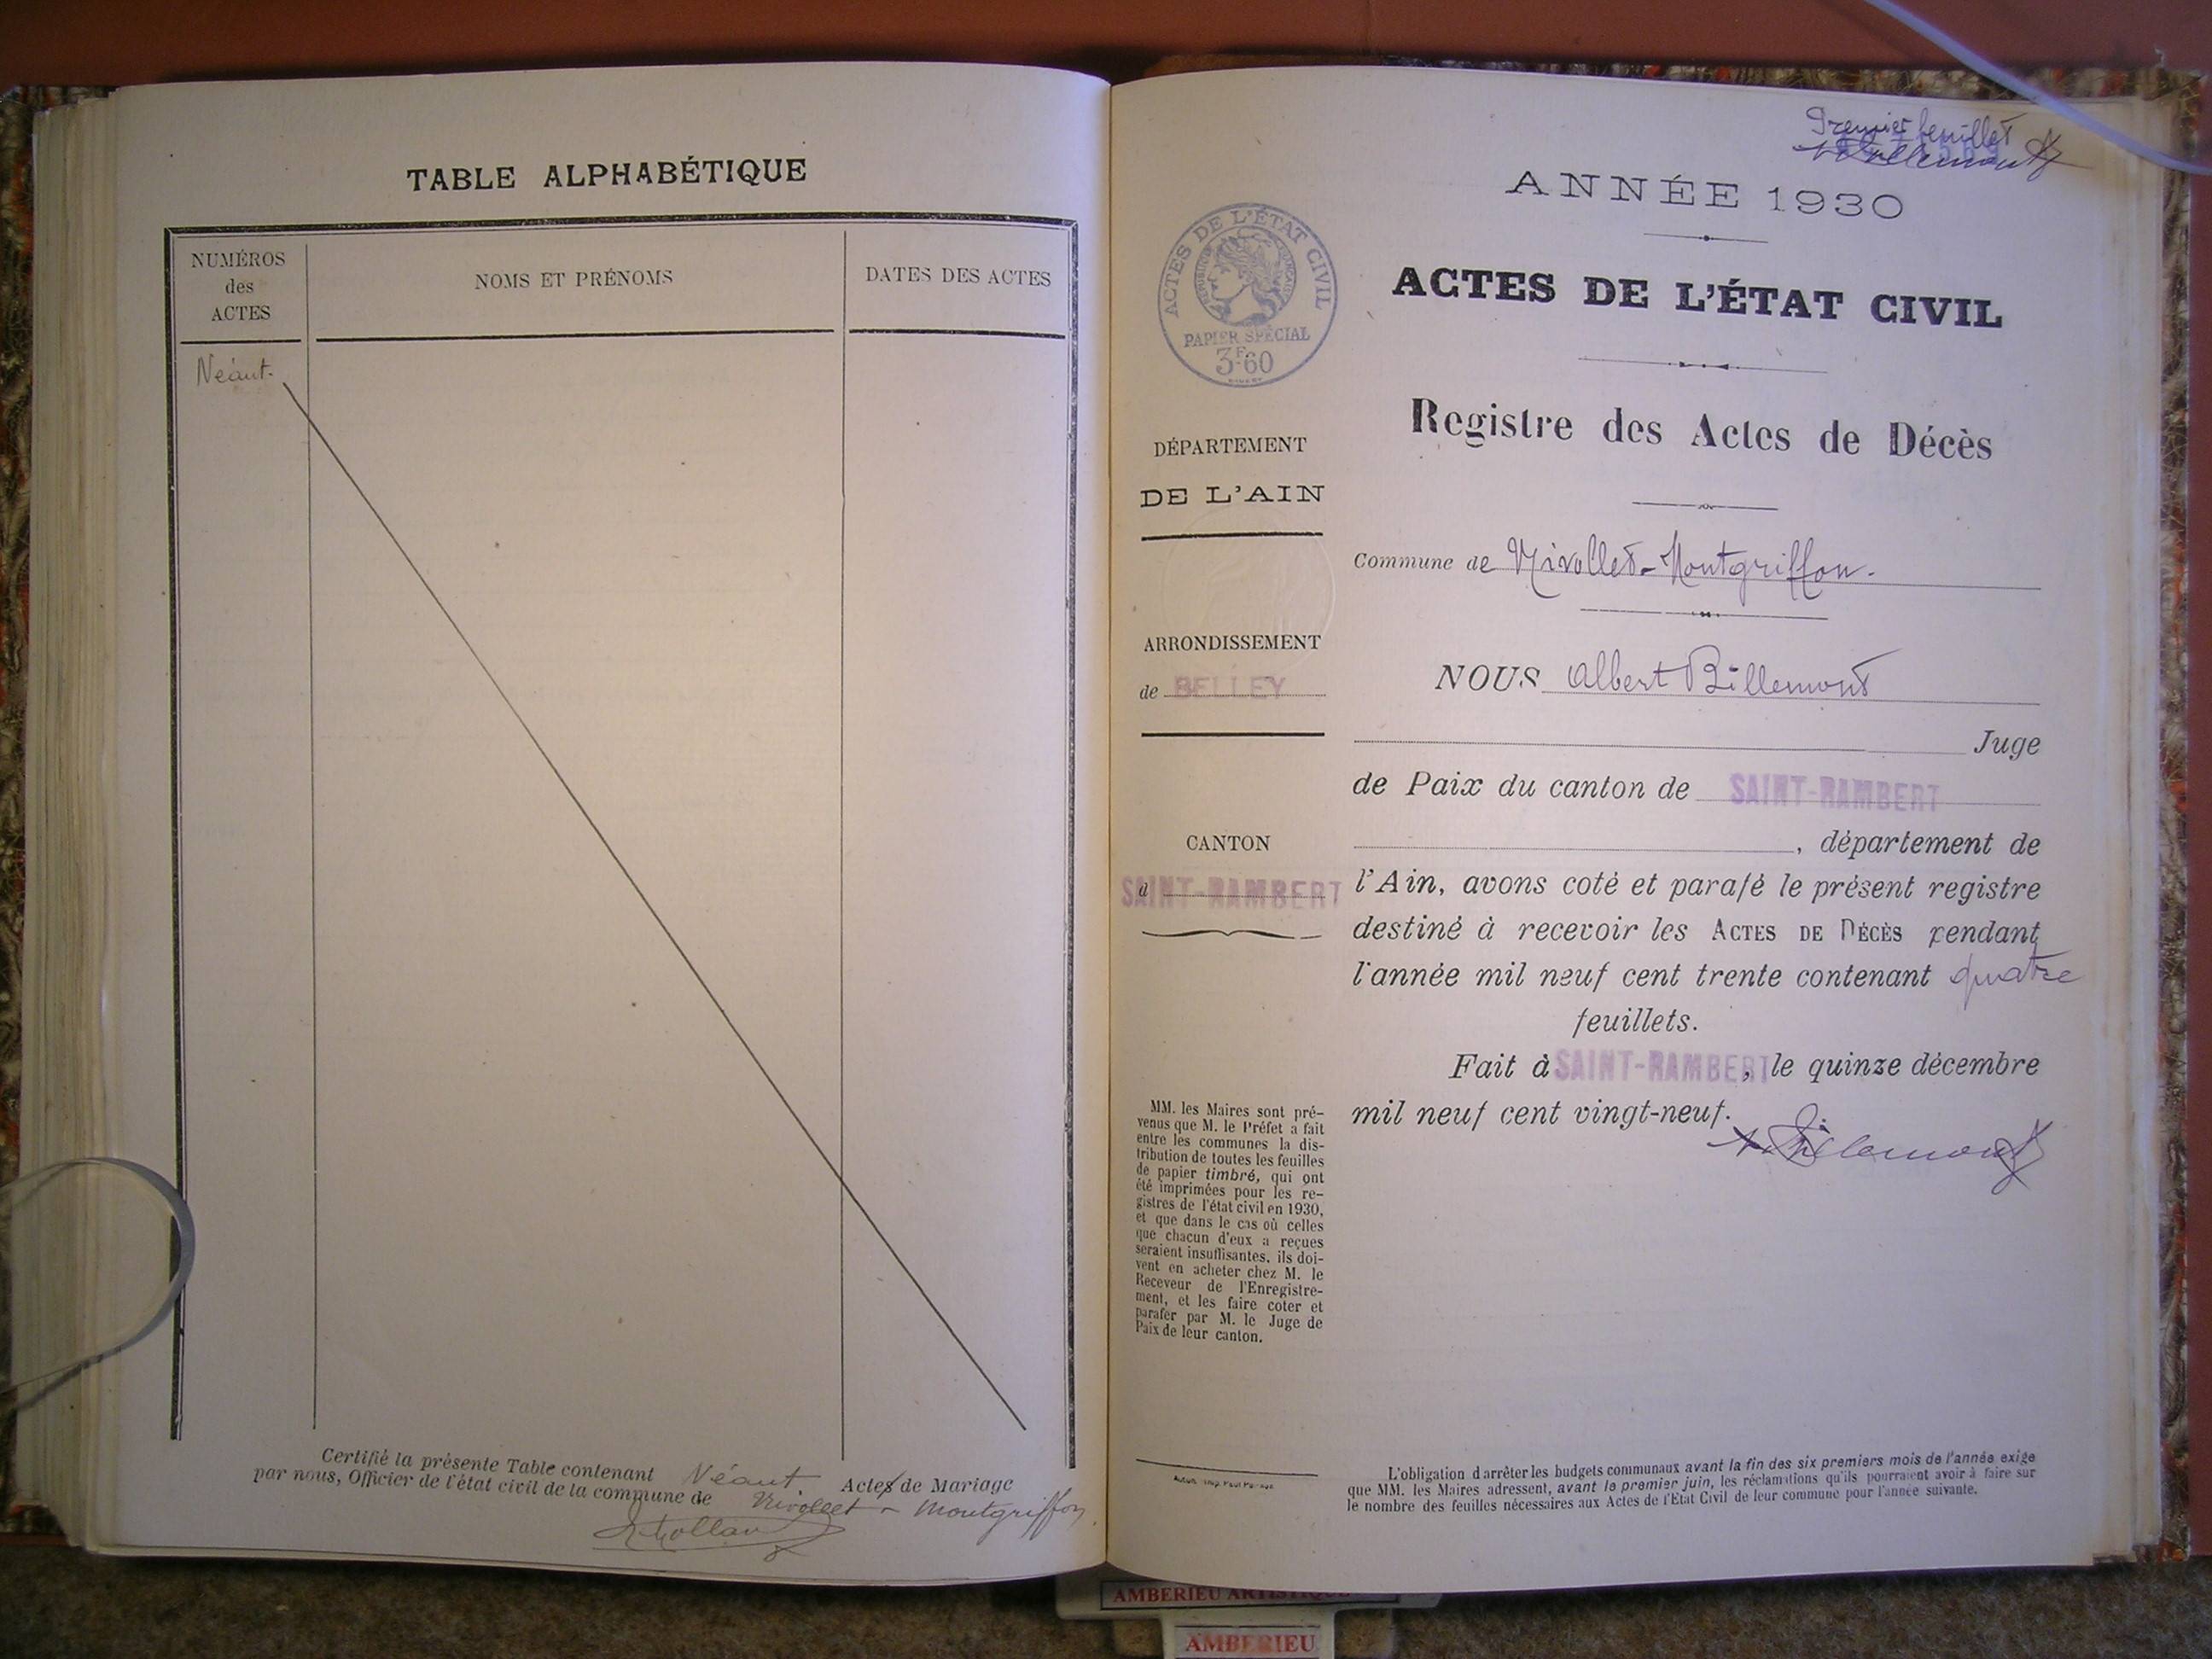 TABLE ALPHABÉTIQUE
NUMÉROS
des
ACTES
NOMS ET PRÉNOMS
DATES DES ACTES
Néant.
Certifié la présente Table contenant Néant Actes de Mariage
par nous, Officier de l'état civil de la commune de Nivollet - Montgriffon
Premier feuillet
ANNÉE 1930
ACTES DE L'ÉTAT CIVIL
RÉPUBLIQUE FRANÇAISE
PAPIER SPÉCIAL
3F60
ACTES DE L'ÉTAT CIVIL
Registre des Actes de Décès
DÉPARTEMENT
DE L'AIN
Commune de Nivollet-Montgriffon.
ARRONDISSEMENT
de BELLEY
NOUS Albert Billemont
Juge
de Paix du canton de SAINT-RAMBERT
CANTON
d SAINT-RAMBERT
, département de
l'Ain, avons coté et parafé le présent registre
destiné à recevoir les ACTES DE DÉCÈS pendant
l'année mil neuf cent trente contenant quatre
feuillets.
Fait à SAINT-RAMBERT, le quinze décembre
mil neuf cent vingt-neuf.
A. Billemont
MM. les Maires sont pré-
venus que M. le Préfet a fait
entre les communes la dis-
tribution de toutes les feuilles
de papier timbré, qui ont
été imprimées pour les re-
gistres de l'état civil en 1930,
et que dans le cas où celles
que chacun d'eux a reçues
seraient insuffisantes, ils doi-
vent en acheter chez M. le
Receveur de l'Enregistre-
ment, et les faire coter et
parafer par M. le Juge de
Paix de leur canton.
L'obligation d'arrêter les budgets communaux avant la fin des six premiers mois de l'année exige
que MM. les Maires adressent, avant le premier juin, les réclamations qu'ils pourraient avoir à faire sur
le nombre des feuilles nécessaires aux Actes de l'Etat Civil de leur commune pour l'année suivante.
AMBERIEU ARTISTIQUE
AMBERIEU